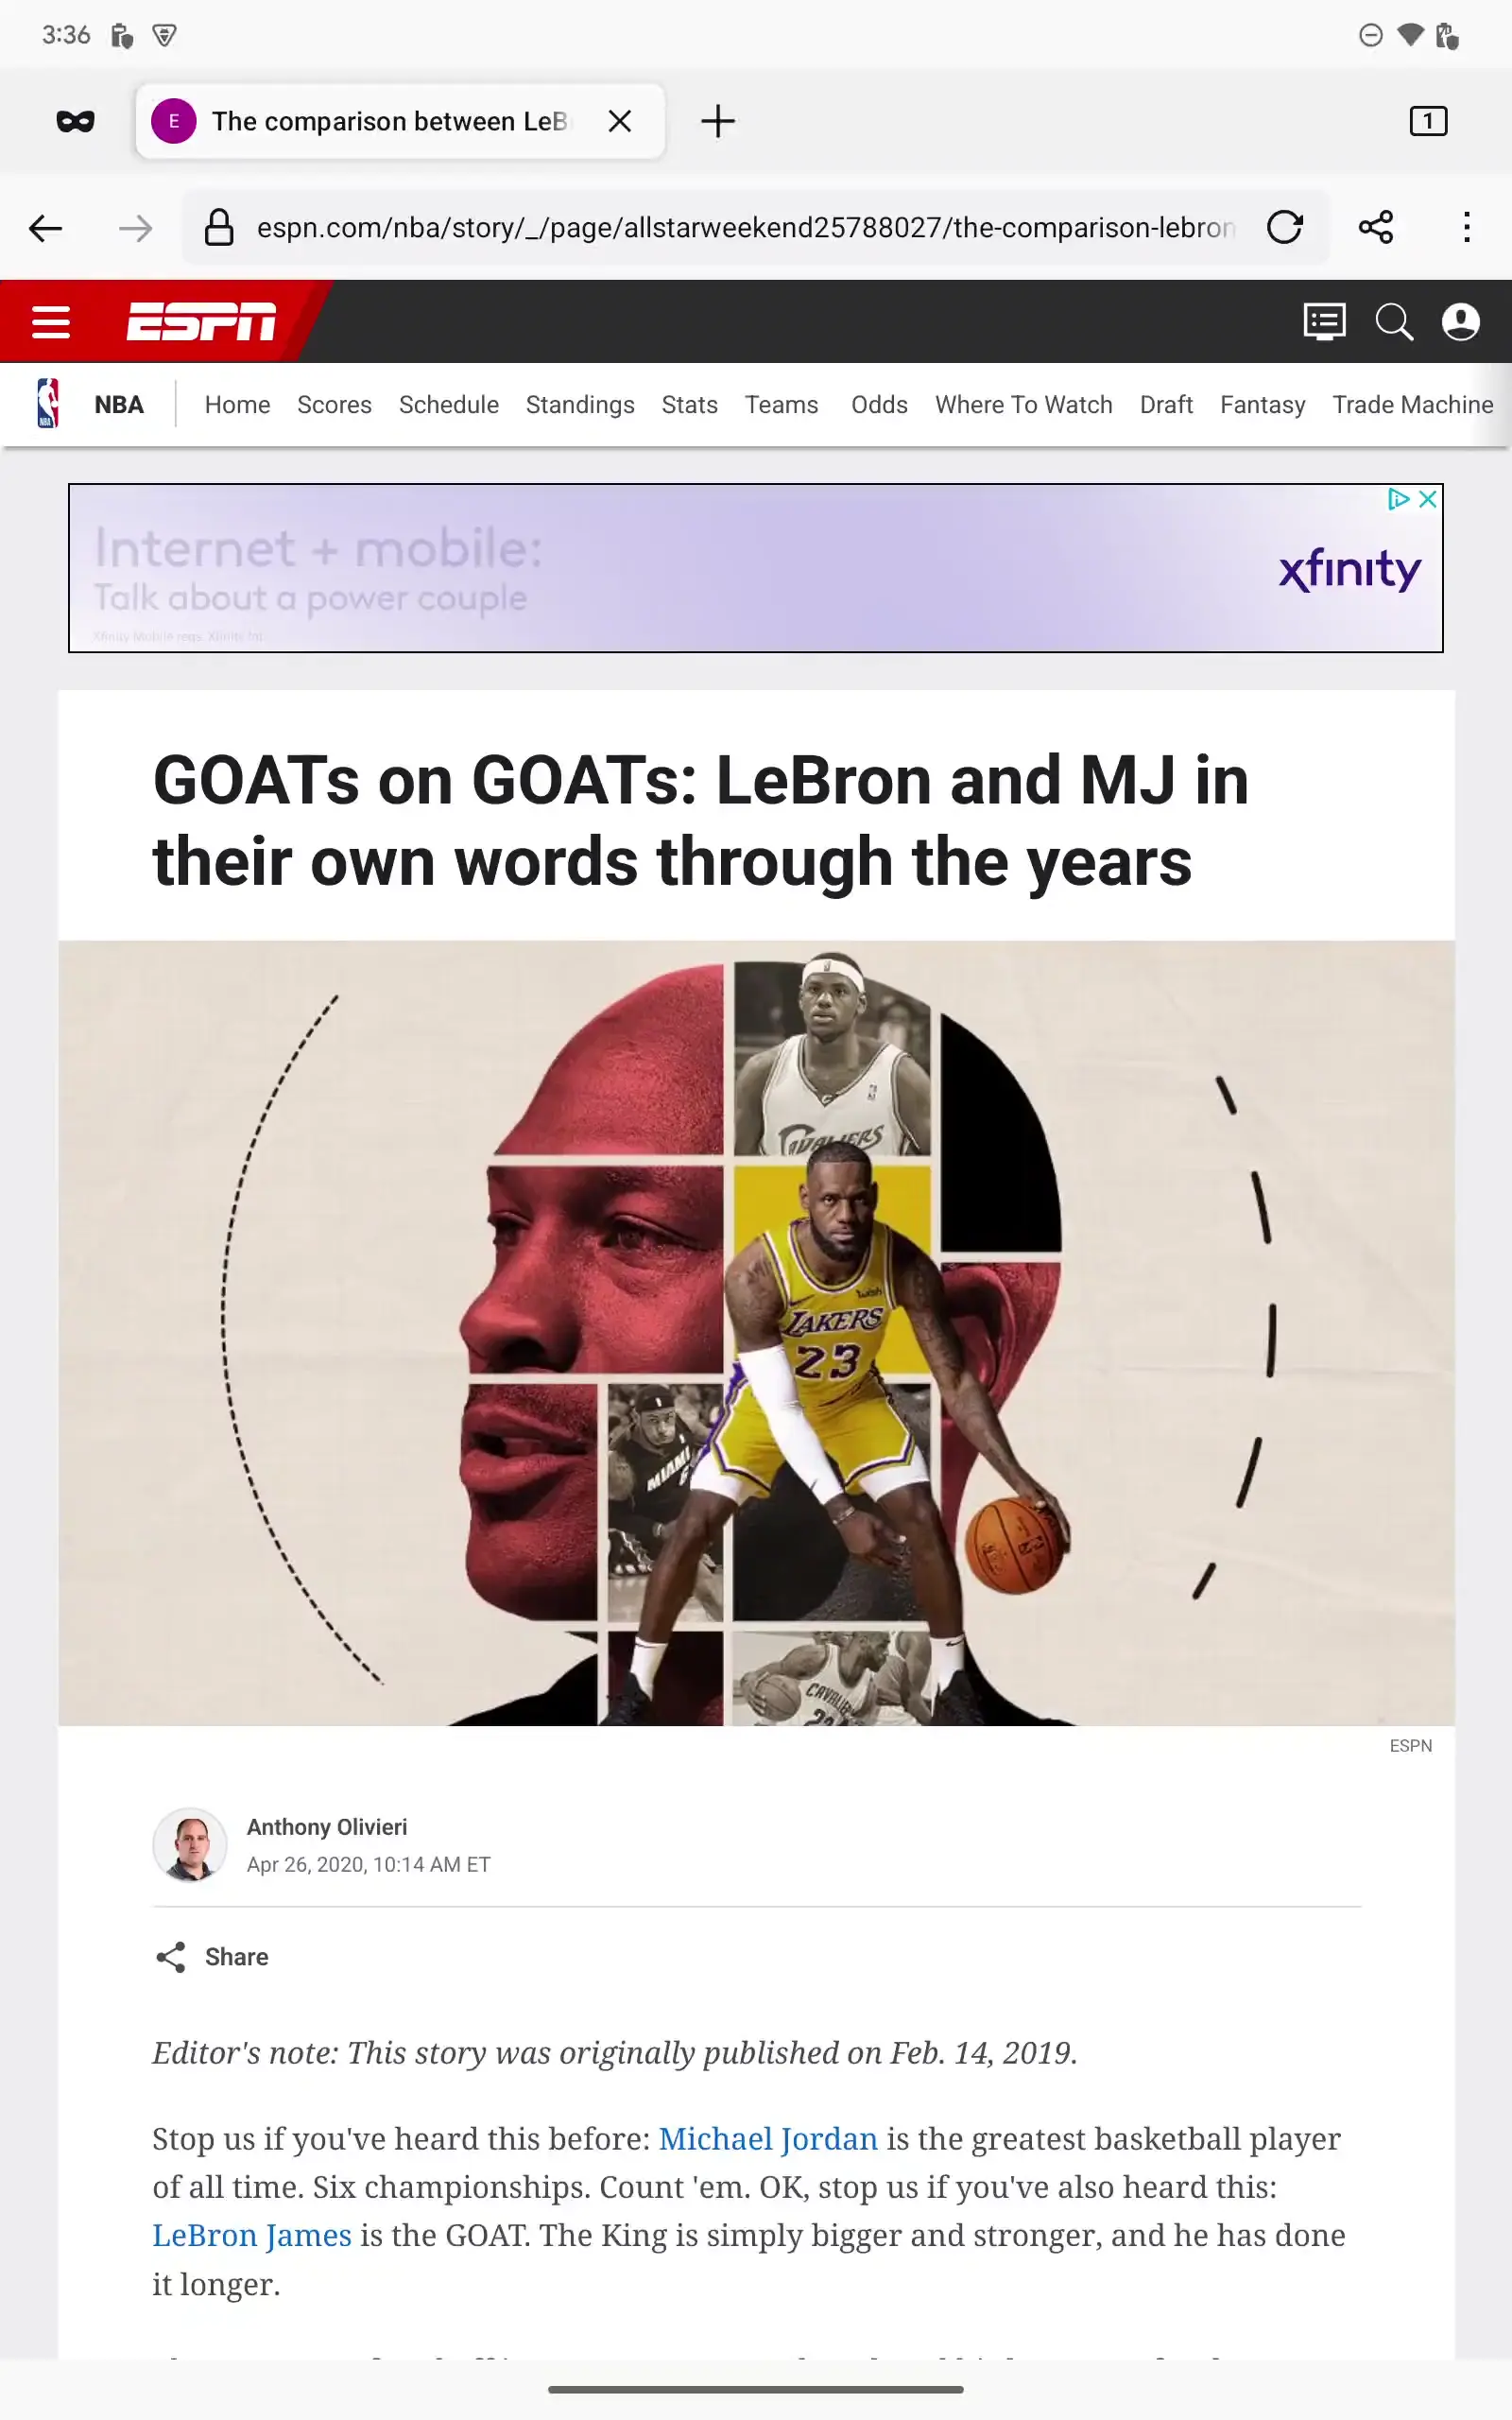 3:36
E The comparison between LeB
1
espn.com/nba/story/_/page/allstarweekend25788027/the-comparison-lebron
ESPN
NBA Home Scores Schedule Standings Stats Teams Odds Where To Watch Draft Fantasy Trade Machine
Internet + mobile:
Talk about a power couple
Xfinity Mobile reqs. Xfinity Int.
xfinity
GOATs on GOATs: LeBron and MJ in
their own words through the years
CAVALIERS
LAKERS
23
MIAMI
ESPN
Anthony Olivieri
Apr 26, 2020, 10:14 AM ET
Share
Editor's note: This story was originally published on Feb. 14, 2019.
Stop us if you've heard this before: Michael Jordan is the greatest basketball player
of all time. Six championships. Count 'em. OK, stop us if you've also heard this:
LeBron James is the GOAT. The King is simply bigger and stronger, and he has done
it longer.